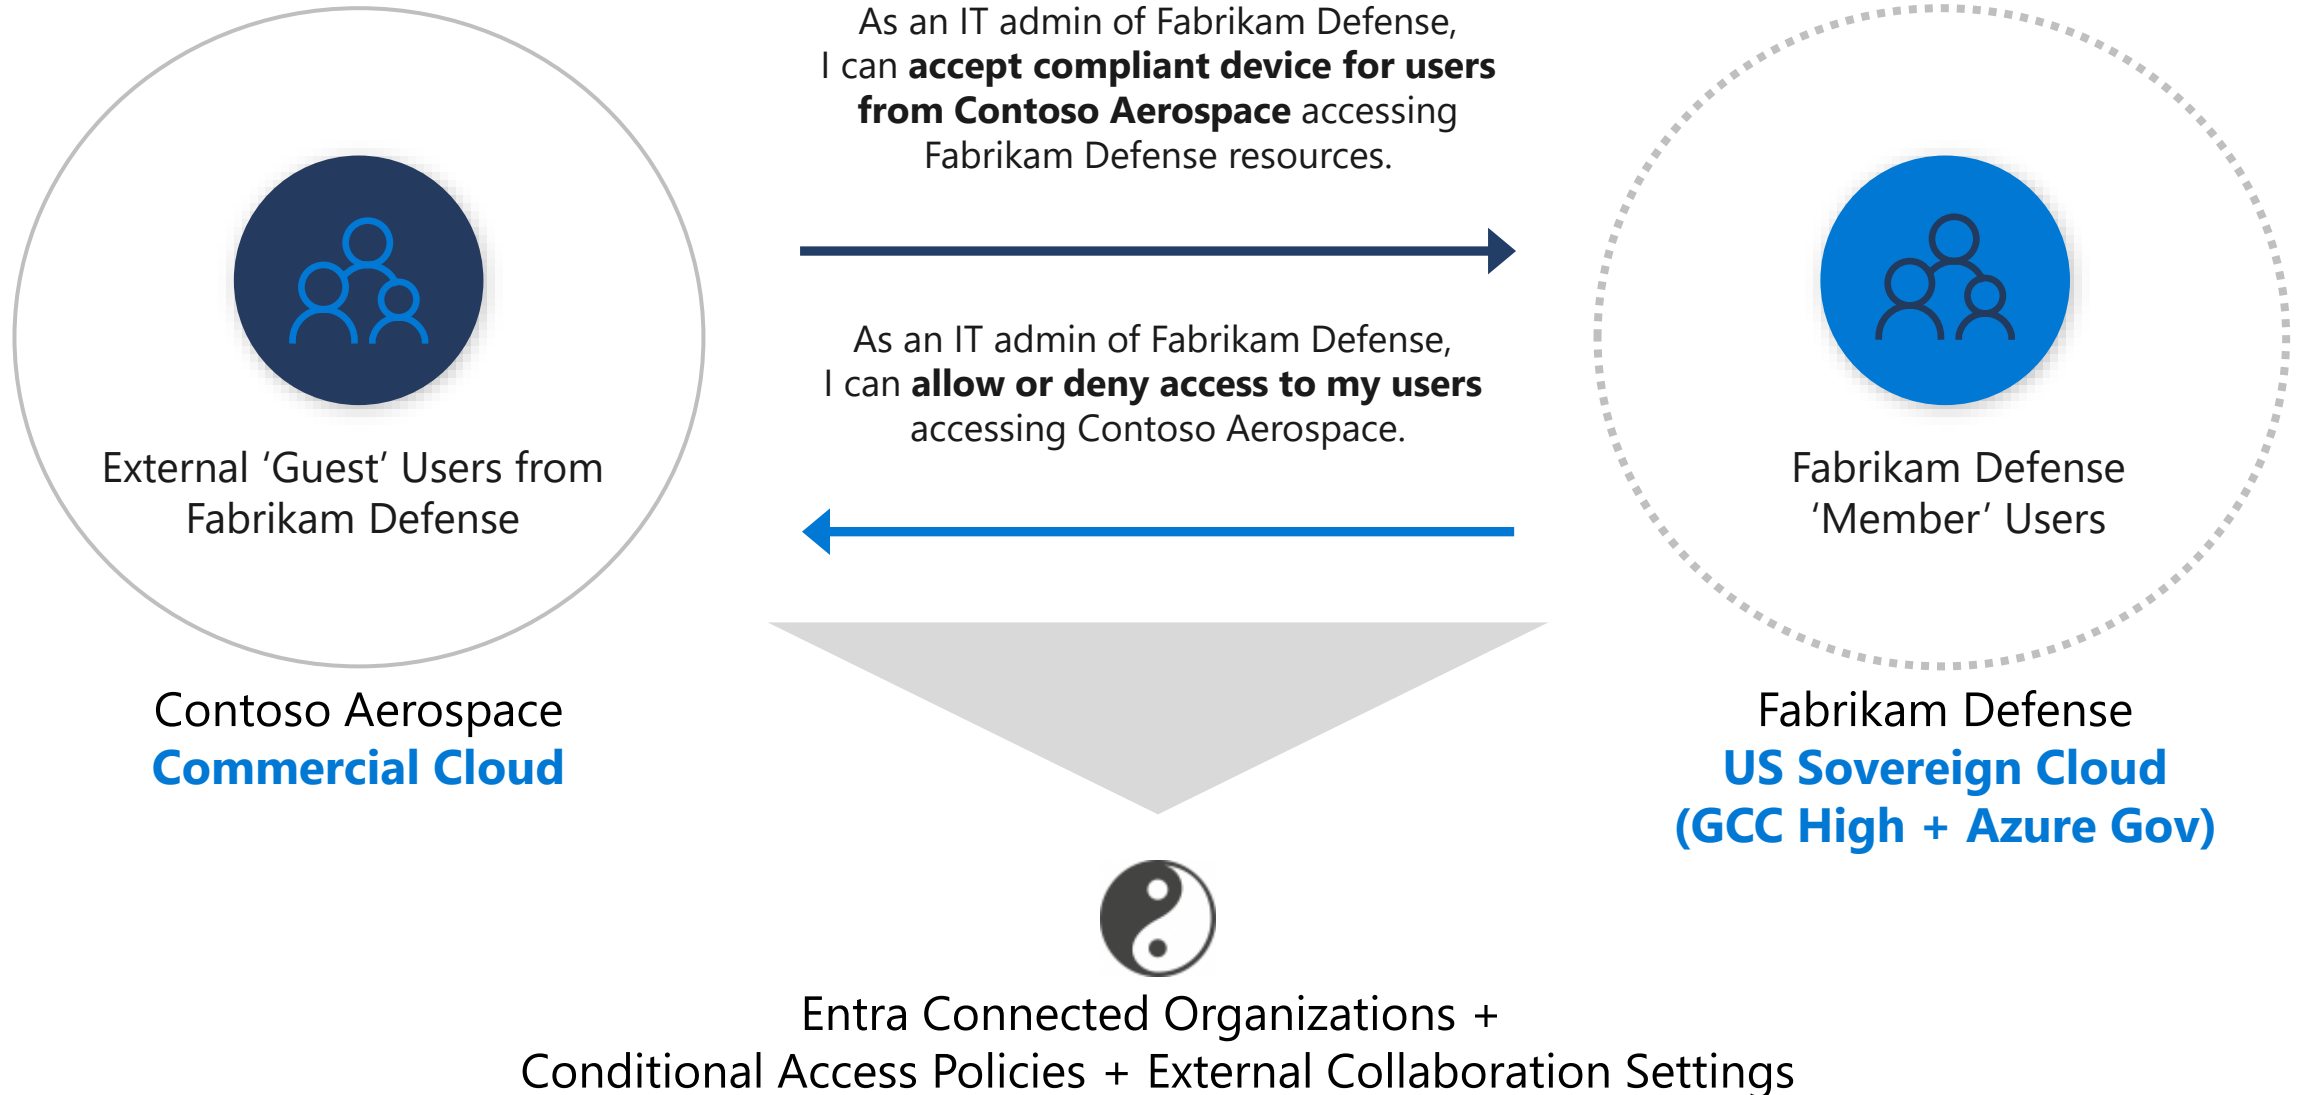 As an IT admin of Fabrikam Defense,
I can accept compliant device for users
from Contoso Aerospace accessing
Fabrikam Defense resources.
As an IT admin of Fabrikam Defense,
I can allow or deny access to my users
accessing Contoso Aerospace.
External ‘Guest’ Users from
Fabrikam Defense
Fabrikam Defense
‘Member’ Users
Contoso Aerospace
Commercial Cloud
Fabrikam Defense
US Sovereign Cloud
(GCC High + Azure Gov)
Entra Connected Organizations +
Conditional Access Policies + External Collaboration Settings